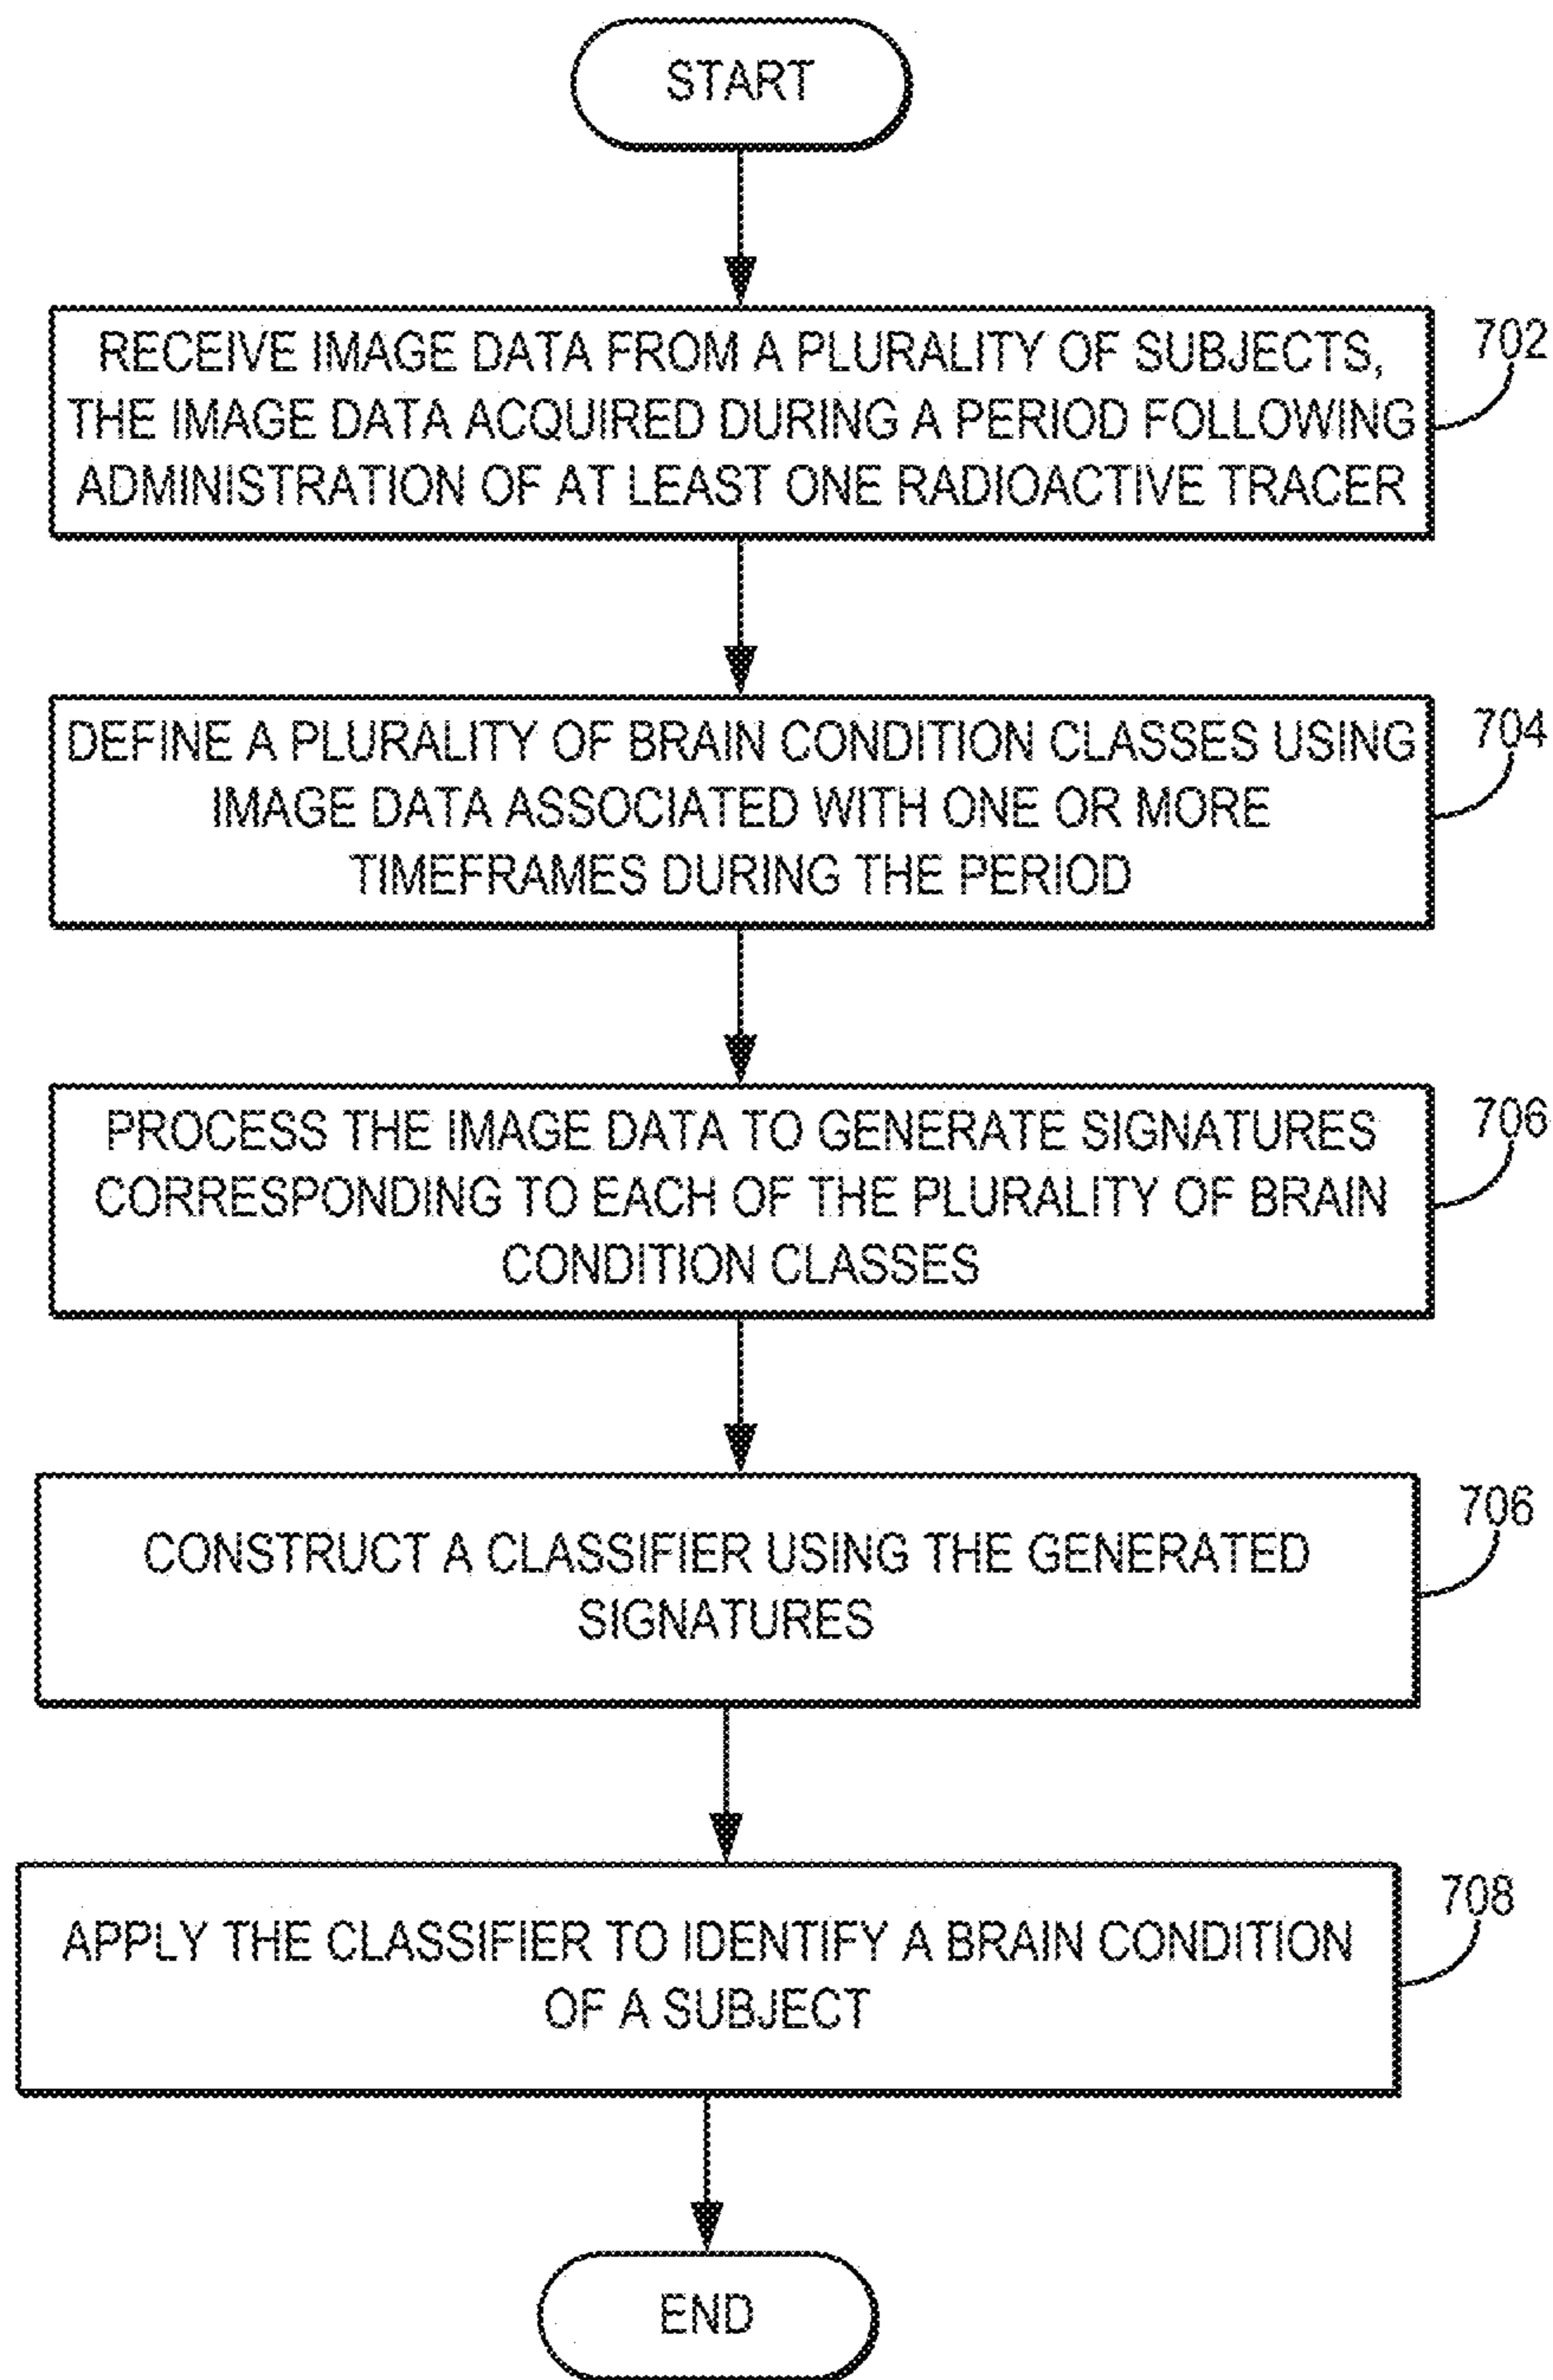 START
RECEIVE IMAGE DATA FROM A PLURALITY OF SUBJECTS,
THE IMAGE DATA ACQUIRED DURING A PERIOD FOLLOWING
ADMINISTRATION OF AT LEAST ONE RADIOACTIVE TRACER
702
DEFINE A PLURALITY OF BRAIN CONDITION CLASSES USING
IMAGE DATA ASSOCIATED WITH ONE OR MORE
TIMEFRAMES DURING THE PERIOD
704
PROCESS THE IMAGE DATA TO GENERATE SIGNATURES
CORRESPONDING TO EACH OF THE PLURALITY OF BRAIN
CONDITION CLASSES
706
CONSTRUCT A CLASSIFIER USING THE GENERATED
SIGNATURES
706
APPLY THE CLASSIFIER TO IDENTIFY A BRAIN CONDITION
OF A SUBJECT
708
END